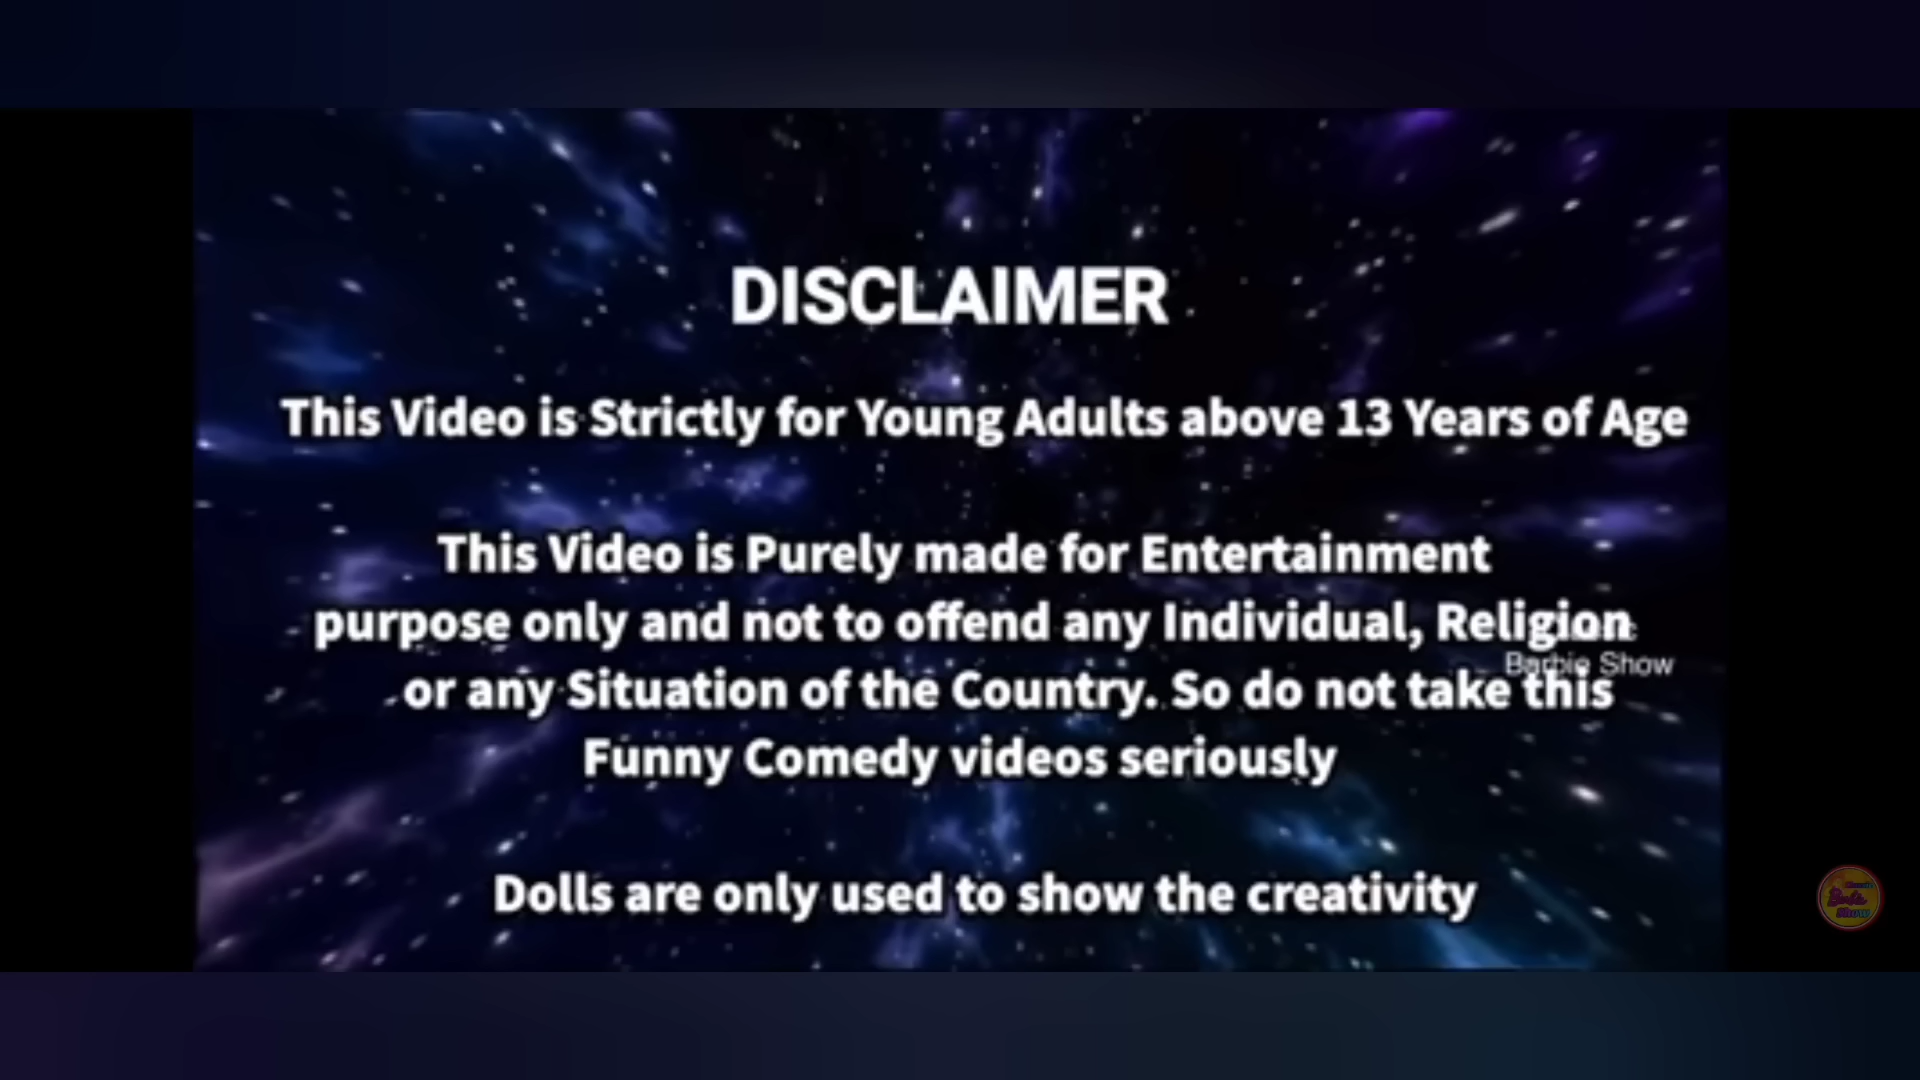 DISCLAIMER
This Video is Strictly for Young Adults above 13 Years of Age
This Video is Purely made for Entertainment
purpose only and not to offend any Individual, Religion
Barbie Show
or any Situation of the Country. So do not take this
Funny Comedy videos seriously
Dolls are only used to show the creativity
Barbie
Show